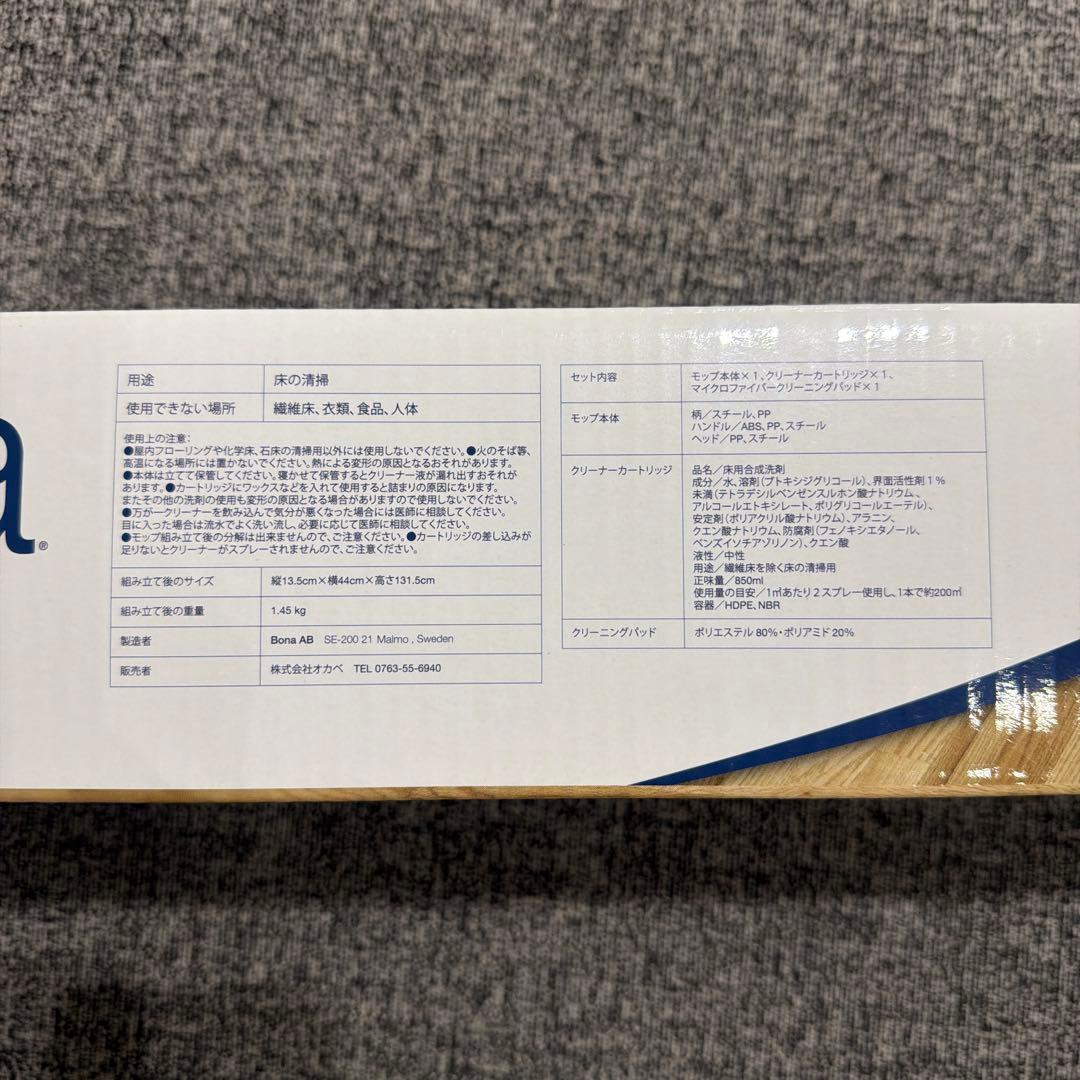 a®
用途 床の清掃
使用できない場所 繊維床、衣類、食品、人体
使用上の注意:
●屋内フローリングや化学床、石床の清掃用以外には使用しないでください。●火のそば等、
高温になる場所には置かないでください。熱による変形の原因となるおそれがあります。
●本体は立てて保管してください。寝かせて保管するとクリーナー液が漏れ出すおそれが
あります。●カートリッジにワックスなどを入れて使用すると詰まりの原因になります。
またその他の洗剤の使用も変形の原因となる場合がありますので使用しないでください。
●万が一クリーナーを飲み込んで気分が悪くなった場合には医師に相談してください。
目に入った場合は流水でよく洗い流し、必要に応じて医師に相談してください。
●モップ組み立て後の分解は出来ませんので、ご注意ください。●カートリッジの差し込みが
足りないとクリーナーがスプレーされませんので、ご注意ください。
組み立て後のサイズ 縦13.5cm×横44cm×高さ131.5cm
組み立て後の重量 1.45 kg
製造者 Bona AB SE-200 21 Malmo , Sweden
販売者 株式会社オカベ TEL 0763-55-6940
セット内容 モップ本体×1、クリーナーカートリッジ×1、
マイクロファイバークリーニングパッド×1
モップ本体 柄/スチール、PP
ハンドル/ABS、PP、スチール
ヘッド/PP、スチール
クリーナーカートリッジ 品名/床用合成洗剤
成分/水、溶剤(ブトキシジグリコール)、界面活性剤1%
未満(テトラデシルベンゼンスルホン酸ナトリウム、
アルコールエトキシレート、ポリグリコールエーテル)、
安定剤(ポリアクリル酸ナトリウム)、アラニン、
クエン酸ナトリウム、防腐剤(フェノキシエタノール、
ベンズイソチアゾリノン)、クエン酸
液性/中性
用途/繊維床を除く床の清掃用
正味量/850ml
使用量の目安/1㎡あたり2スプレー使用し、1本で約200㎡
容器/HDPE、NBR
クリーニングパッド ポリエステル 80%・ポリアミド 20%